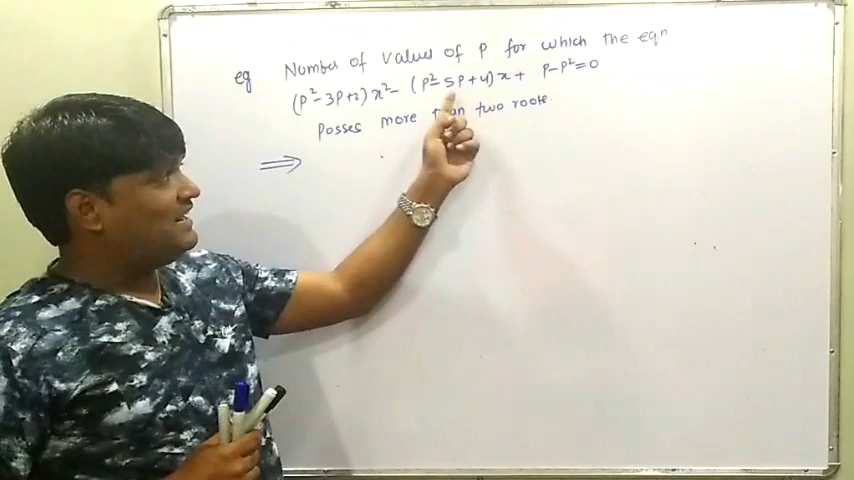 eg Number of values of P for which the eqn
(P²-3P+2)x²- (P²-5P+4)x + P-P²=0
Posses more than two roots.
⇒